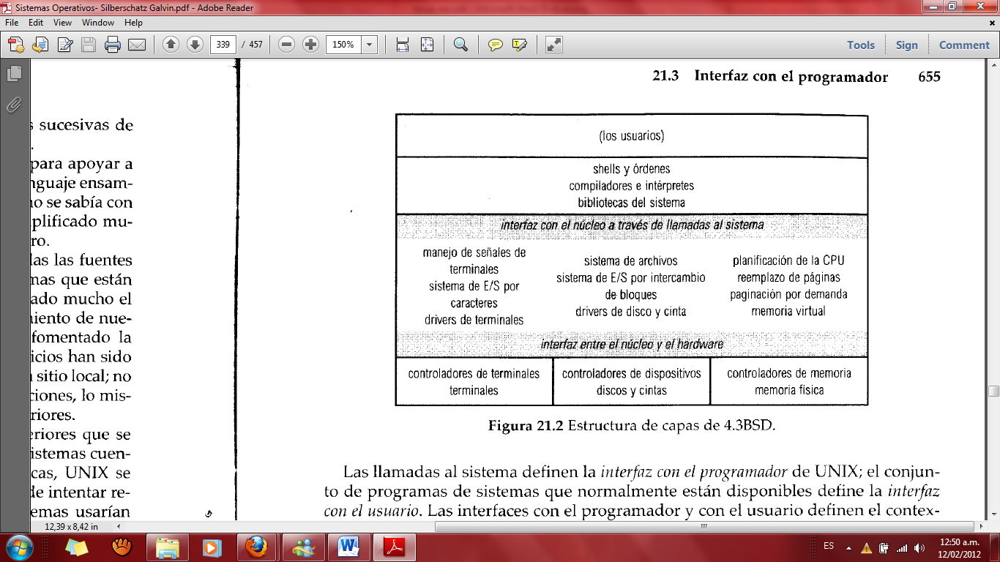 Sistemas Operativos- Silberschatz Galvin.pdf - Adobe Reader
File Edit View Window Help
339 / 457 150% Tools Sign Comment
s sucesivas de
.
para apoyar a
nguaje ensam-
no se sabía con
mplificado mu-
ro.
las las fuentes
mas que están
ado mucho el
niento de nue-
fomentado la
icios han sido
n sitio local; no
ciones, lo mis-
riores.
eriores que se
istemas cuen-
cas, UNIX se
de intentar re-
emas usarían
21.3 Interfaz con el programador 655
(los usuarios)
shells y órdenes
compiladores e intérpretes
bibliotecas del sistema
interfaz con el núcleo a través de llamadas al sistema
manejo de señales de
terminales
sistema de E/S por
caracteres
drivers de terminales
sistema de archivos
sistema de E/S por intercambio
de bloques
drivers de disco y cinta
planificación de la CPU
reemplazo de páginas
paginación por demanda
memoria virtual
interfaz entre el núcleo y el hardware
controladores de terminales
terminales
controladores de dispositivos
discos y cintas
controladores de memoria
memoria física
Figura 21.2 Estructura de capas de 4.3BSD.
Las llamadas al sistema definen la interfaz con el programador de UNIX; el conjun-
to de programas de sistemas que normalmente están disponibles define la interfaz
con el usuario. Las interfaces con el programador y con el usuario definen el contex-
12,39 x 8,42 in
ES
12:50 a.m.
12/02/2012